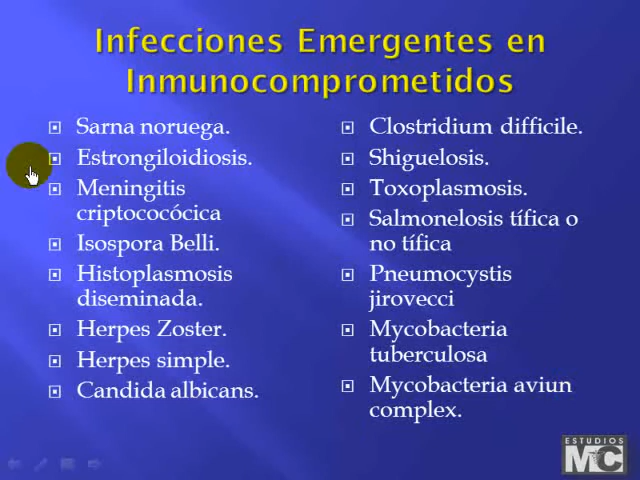 Infecciones Emergentes en
Inmunocomprometidos
Sarna noruega.
Estrongiloidiosis.
Meningitis
criptococócica
Isospora Belli.
Histoplasmosis
diseminada.
Herpes Zoster.
Herpes simple.
Candida albicans.
Clostridium difficile.
Shiguelosis.
Toxoplasmosis.
Salmonelosis tífica o
no tífica
Pneumocystis
jirovecci
Mycobacteria
tuberculosa
Mycobacteria aviun
complex.
ESTUDIOS
MC